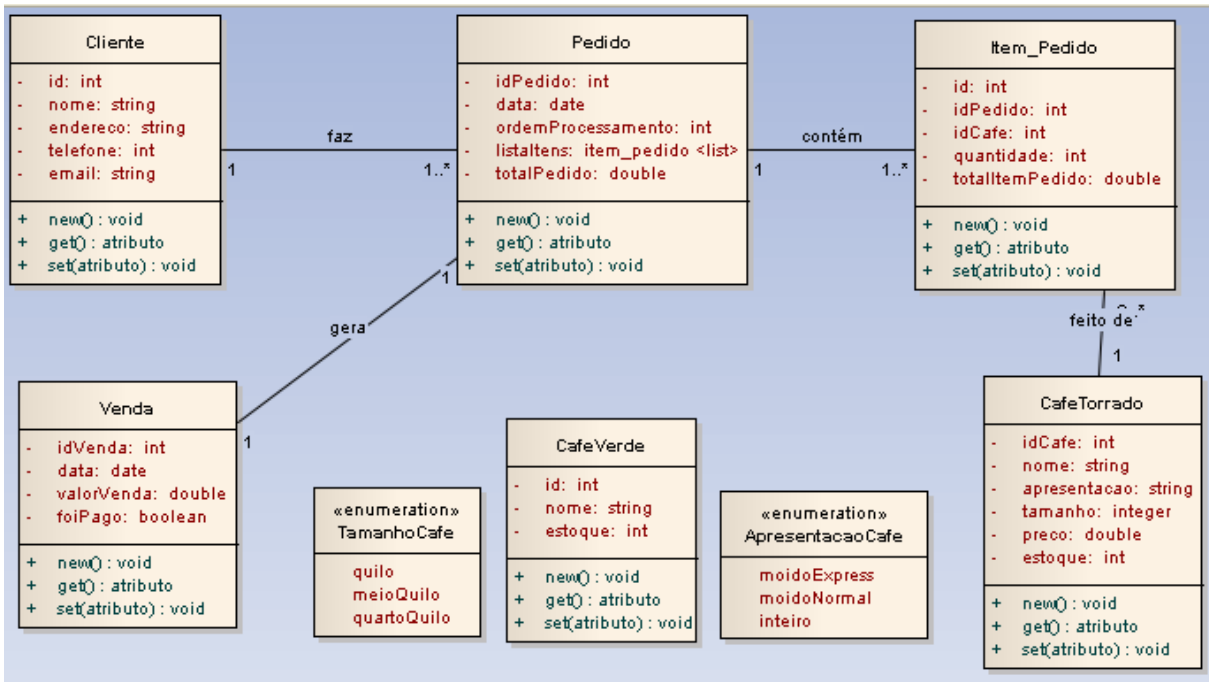 Cliente
- id: int
- nome: string
- endereco: string
- telefone: int
- email: string
+ new() : void
+ get() : atributo
+ set(atributo) : void
faz
1
1..*
Pedido
- idPedido: int
- data: date
- ordemProcessamento: int
- listaItens: item_pedido <list>
- totalPedido: double
+ new() : void
+ get() : atributo
+ set(atributo) : void
contém
1
1..*
Item_Pedido
- id: int
- idPedido: int
- idCafe: int
- quantidade: int
- totalItemPedido: double
+ new() : void
+ get() : atributo
+ set(atributo) : void
1
gera
1
feito de
1
Venda
- idVenda: int
- data: date
- valorVenda: double
- foiPago: boolean
+ new() : void
+ get() : atributo
+ set(atributo) : void
«enumeration»
TamanhoCafe
quilo
meioQuilo
quartoQuilo
CafeVerde
- id: int
- nome: string
- estoque: int
+ new() : void
+ get() : atributo
+ set(atributo) : void
«enumeration»
ApresentacaoCafe
moidoExpress
moidoNormal
inteiro
CafeTorrado
- idCafe: int
- nome: string
- apresentacao: string
- tamanho: integer
- preco: double
- estoque: int
+ new() : void
+ get() : atributo
+ set(atributo) : void